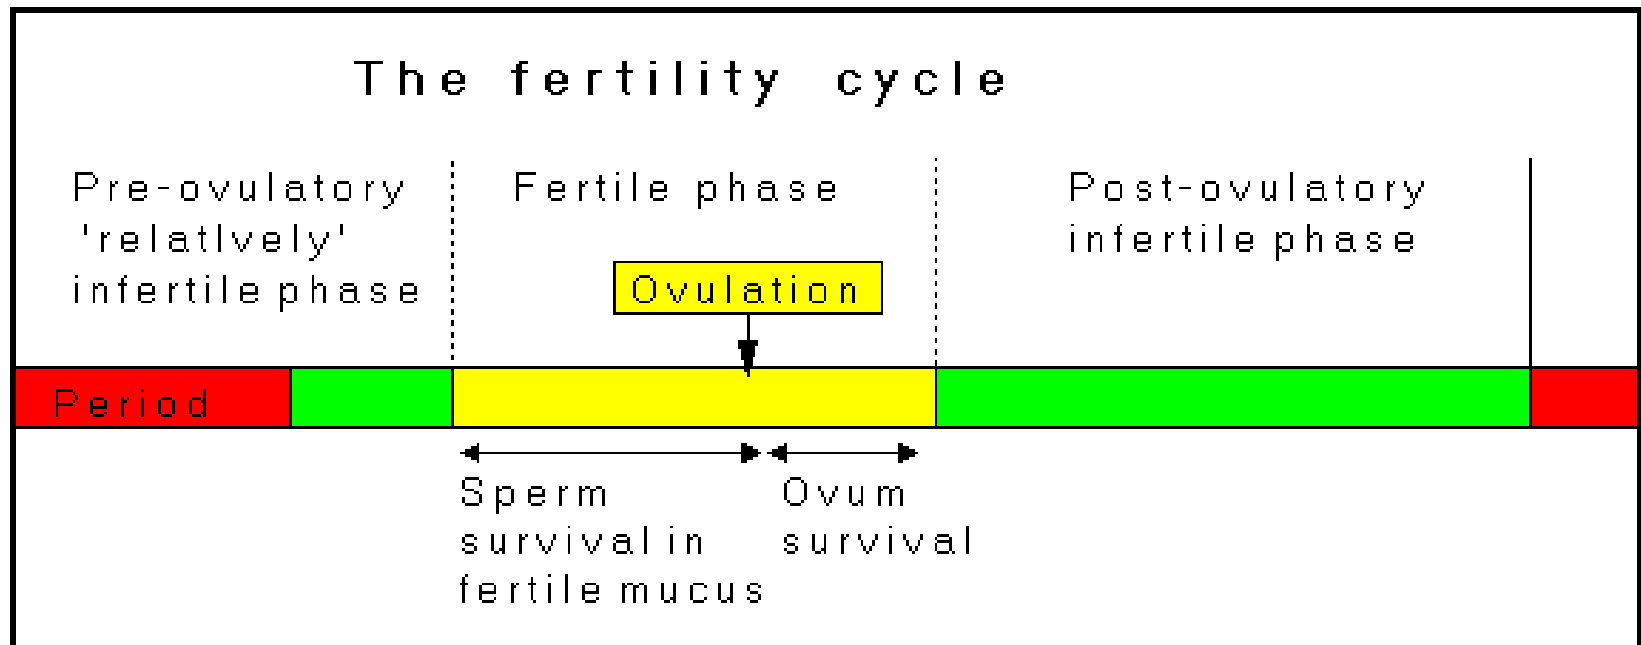 The fertility cycle
Pre-ovulatory
'relatIvely'
infertile phase
Fertile phase
Post-ovulatory
infertile phase
Ovulation
Period
Sperm
survival in
fertile mucus
Ovum
survival